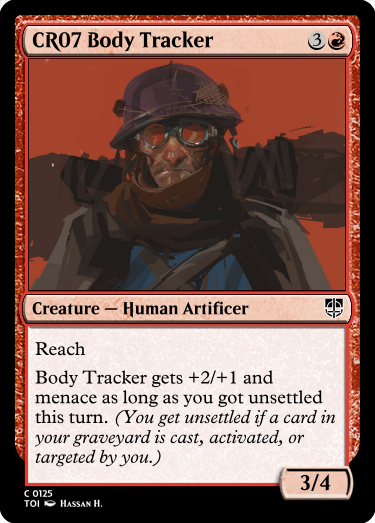 CR07 Body Tracker
3
Creature — Human Artificer
Reach
Body Tracker gets +2/+1 and
menace as long as you got unsettled
this turn. (You get unsettled if a card in
your graveyard is cast, activated, or
targeted by you.)
3/4
C 0125
TOI HASSAN H.